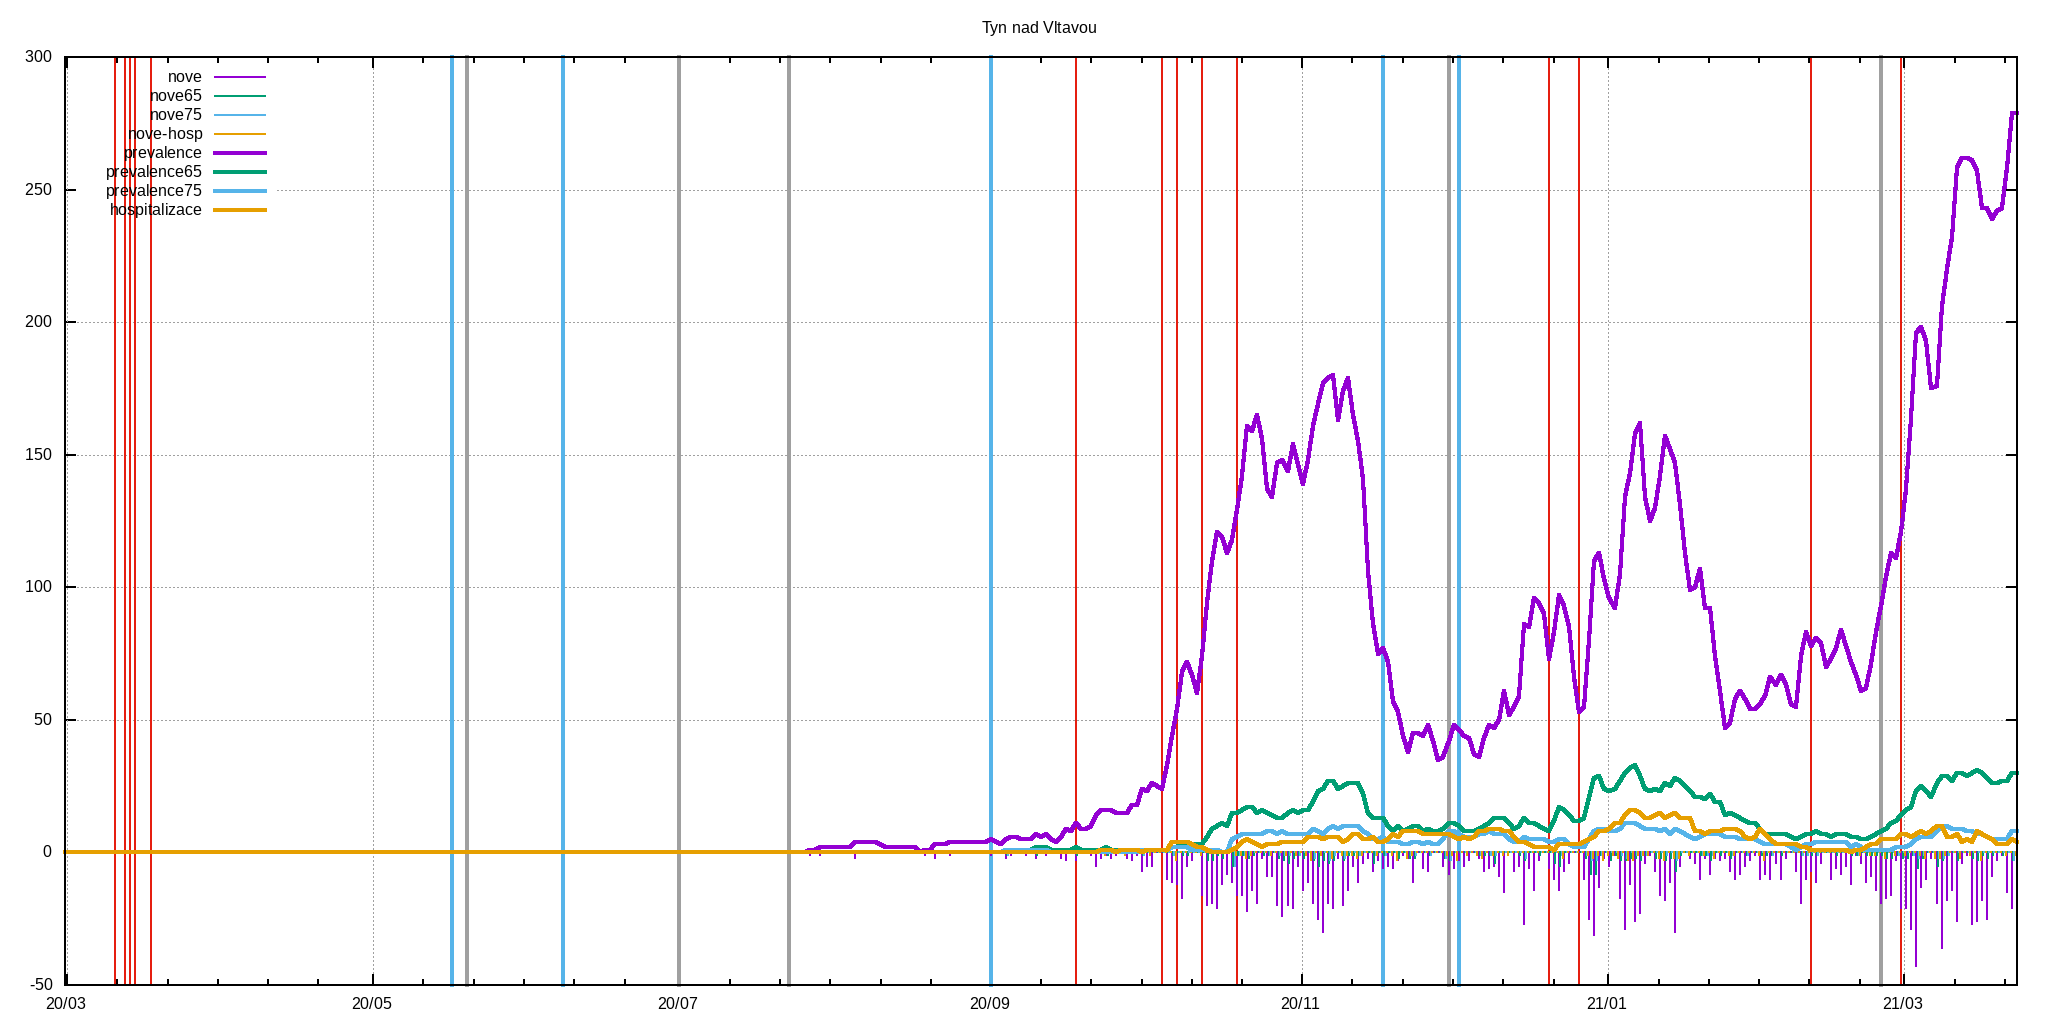 Tyn nad Vltavou
300
250
200
150
100
50
0
-50
nove
nove65
nove75
nove-hosp
prevalence
prevalence65
prevalence75
hospitalizace
20/03 20/05 20/07 20/09 20/11 21/01 21/03